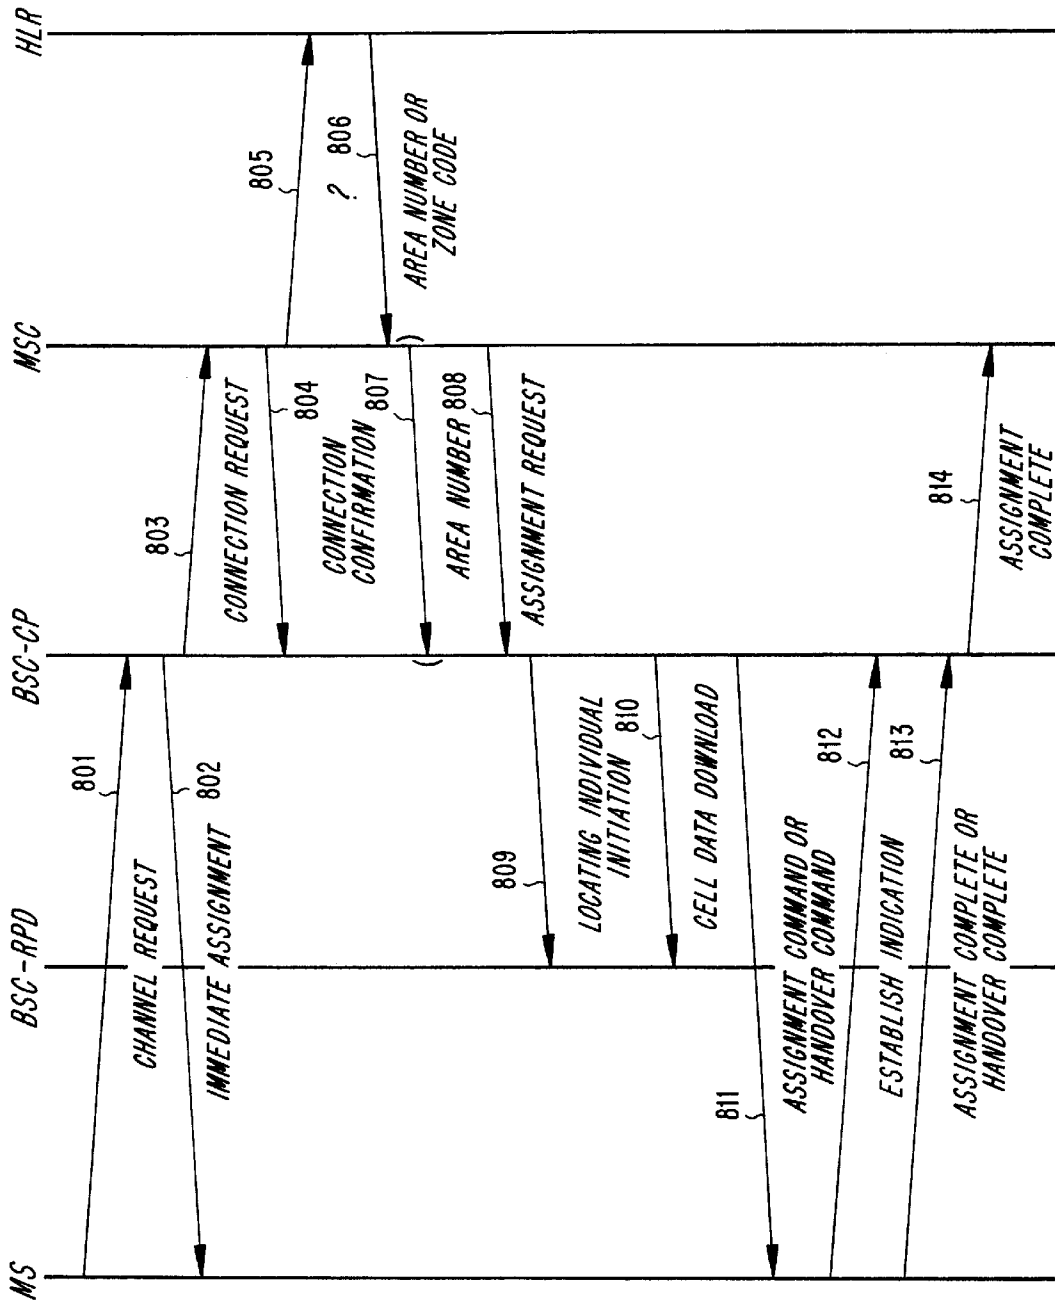 MS
BSC-RPD
BSC-CP
MSC
HLR
801
CHANNEL REQUEST
802
IMMEDIATE ASSIGNMENT
803
CONNECTION REQUEST
804
CONNECTION
CONFIRMATION
805
?
806
AREA NUMBER OR
ZONE CODE
807
( )
AREA NUMBER
808
ASSIGNMENT REQUEST
809
LOCATING INDIVIDUAL
INITIATION
810
CELL DATA DOWNLOAD
811
ASSIGNMENT COMMAND OR
HANDOVER COMMAND
812
ESTABLISH INDICATION
813
ASSIGNMENT COMPLETE OR
HANDOVER COMPLETE
814
ASSIGNMENT
COMPLETE